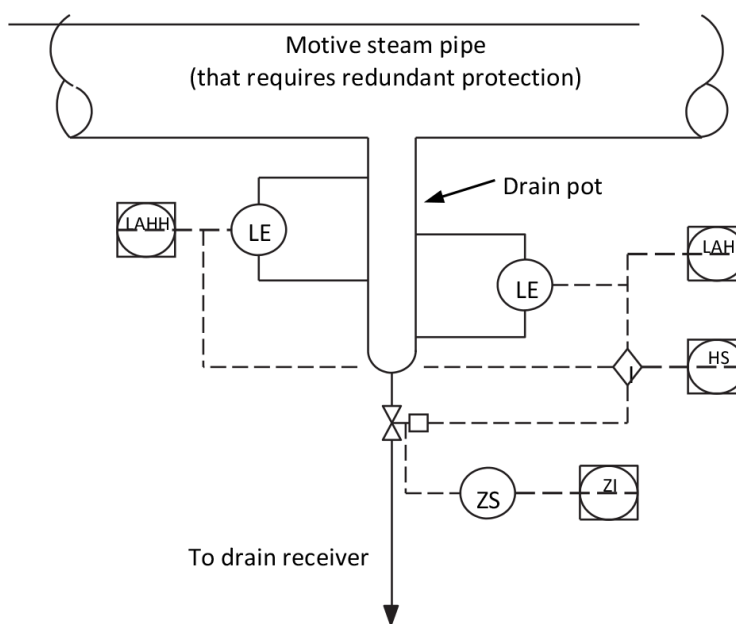 Motive steam pipe
(that requires redundant protection)
Drain pot
LAHH
LE
LAH
LE
HS
I
ZS
ZI
To drain receiver